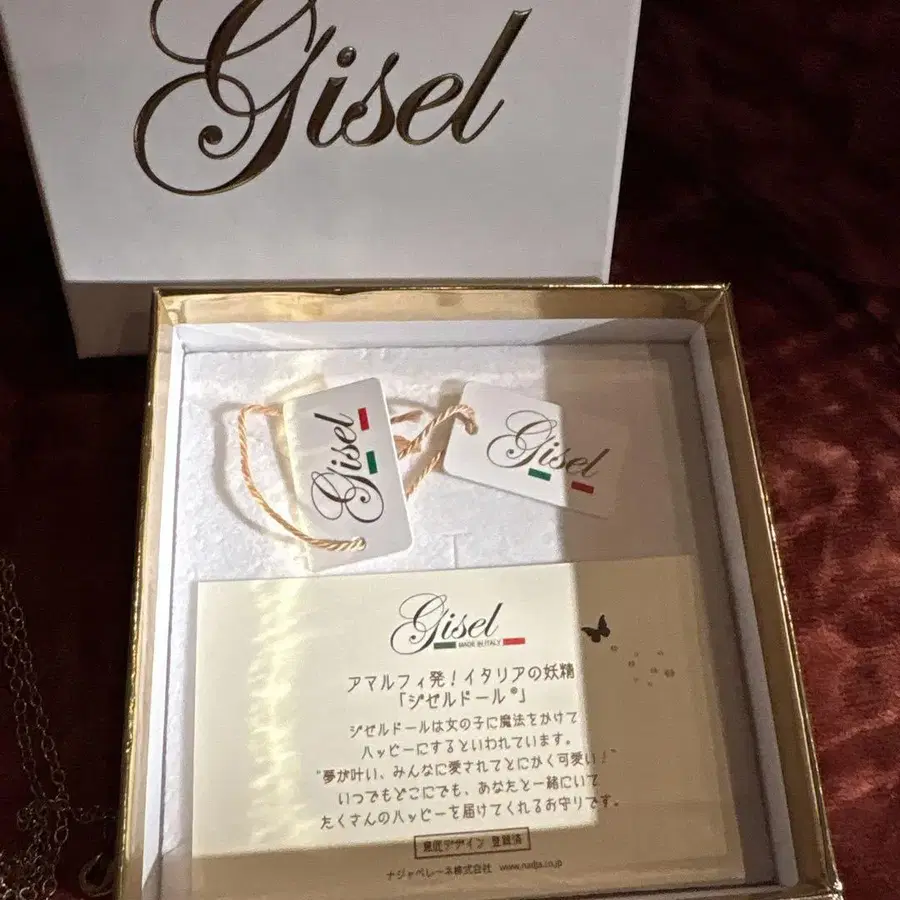 Gisel
Gisel
Gisel
Gisel
MADE IN ITALY
アマルフィ発！イタリアの妖精
「ジゼルドール®」
ジゼルドールは女の子に魔法をかけて
ハッピーにするといわれています。
"夢が叶い、みんなに愛されてとにかく可愛い！"
いつでもどこにでも、あなたと一緒にいて
たくさんのハッピーを届けてくれるお守りです。
意匠デザイン 登録済
ナジャペレーネ株式会社 www.nadja.co.jp